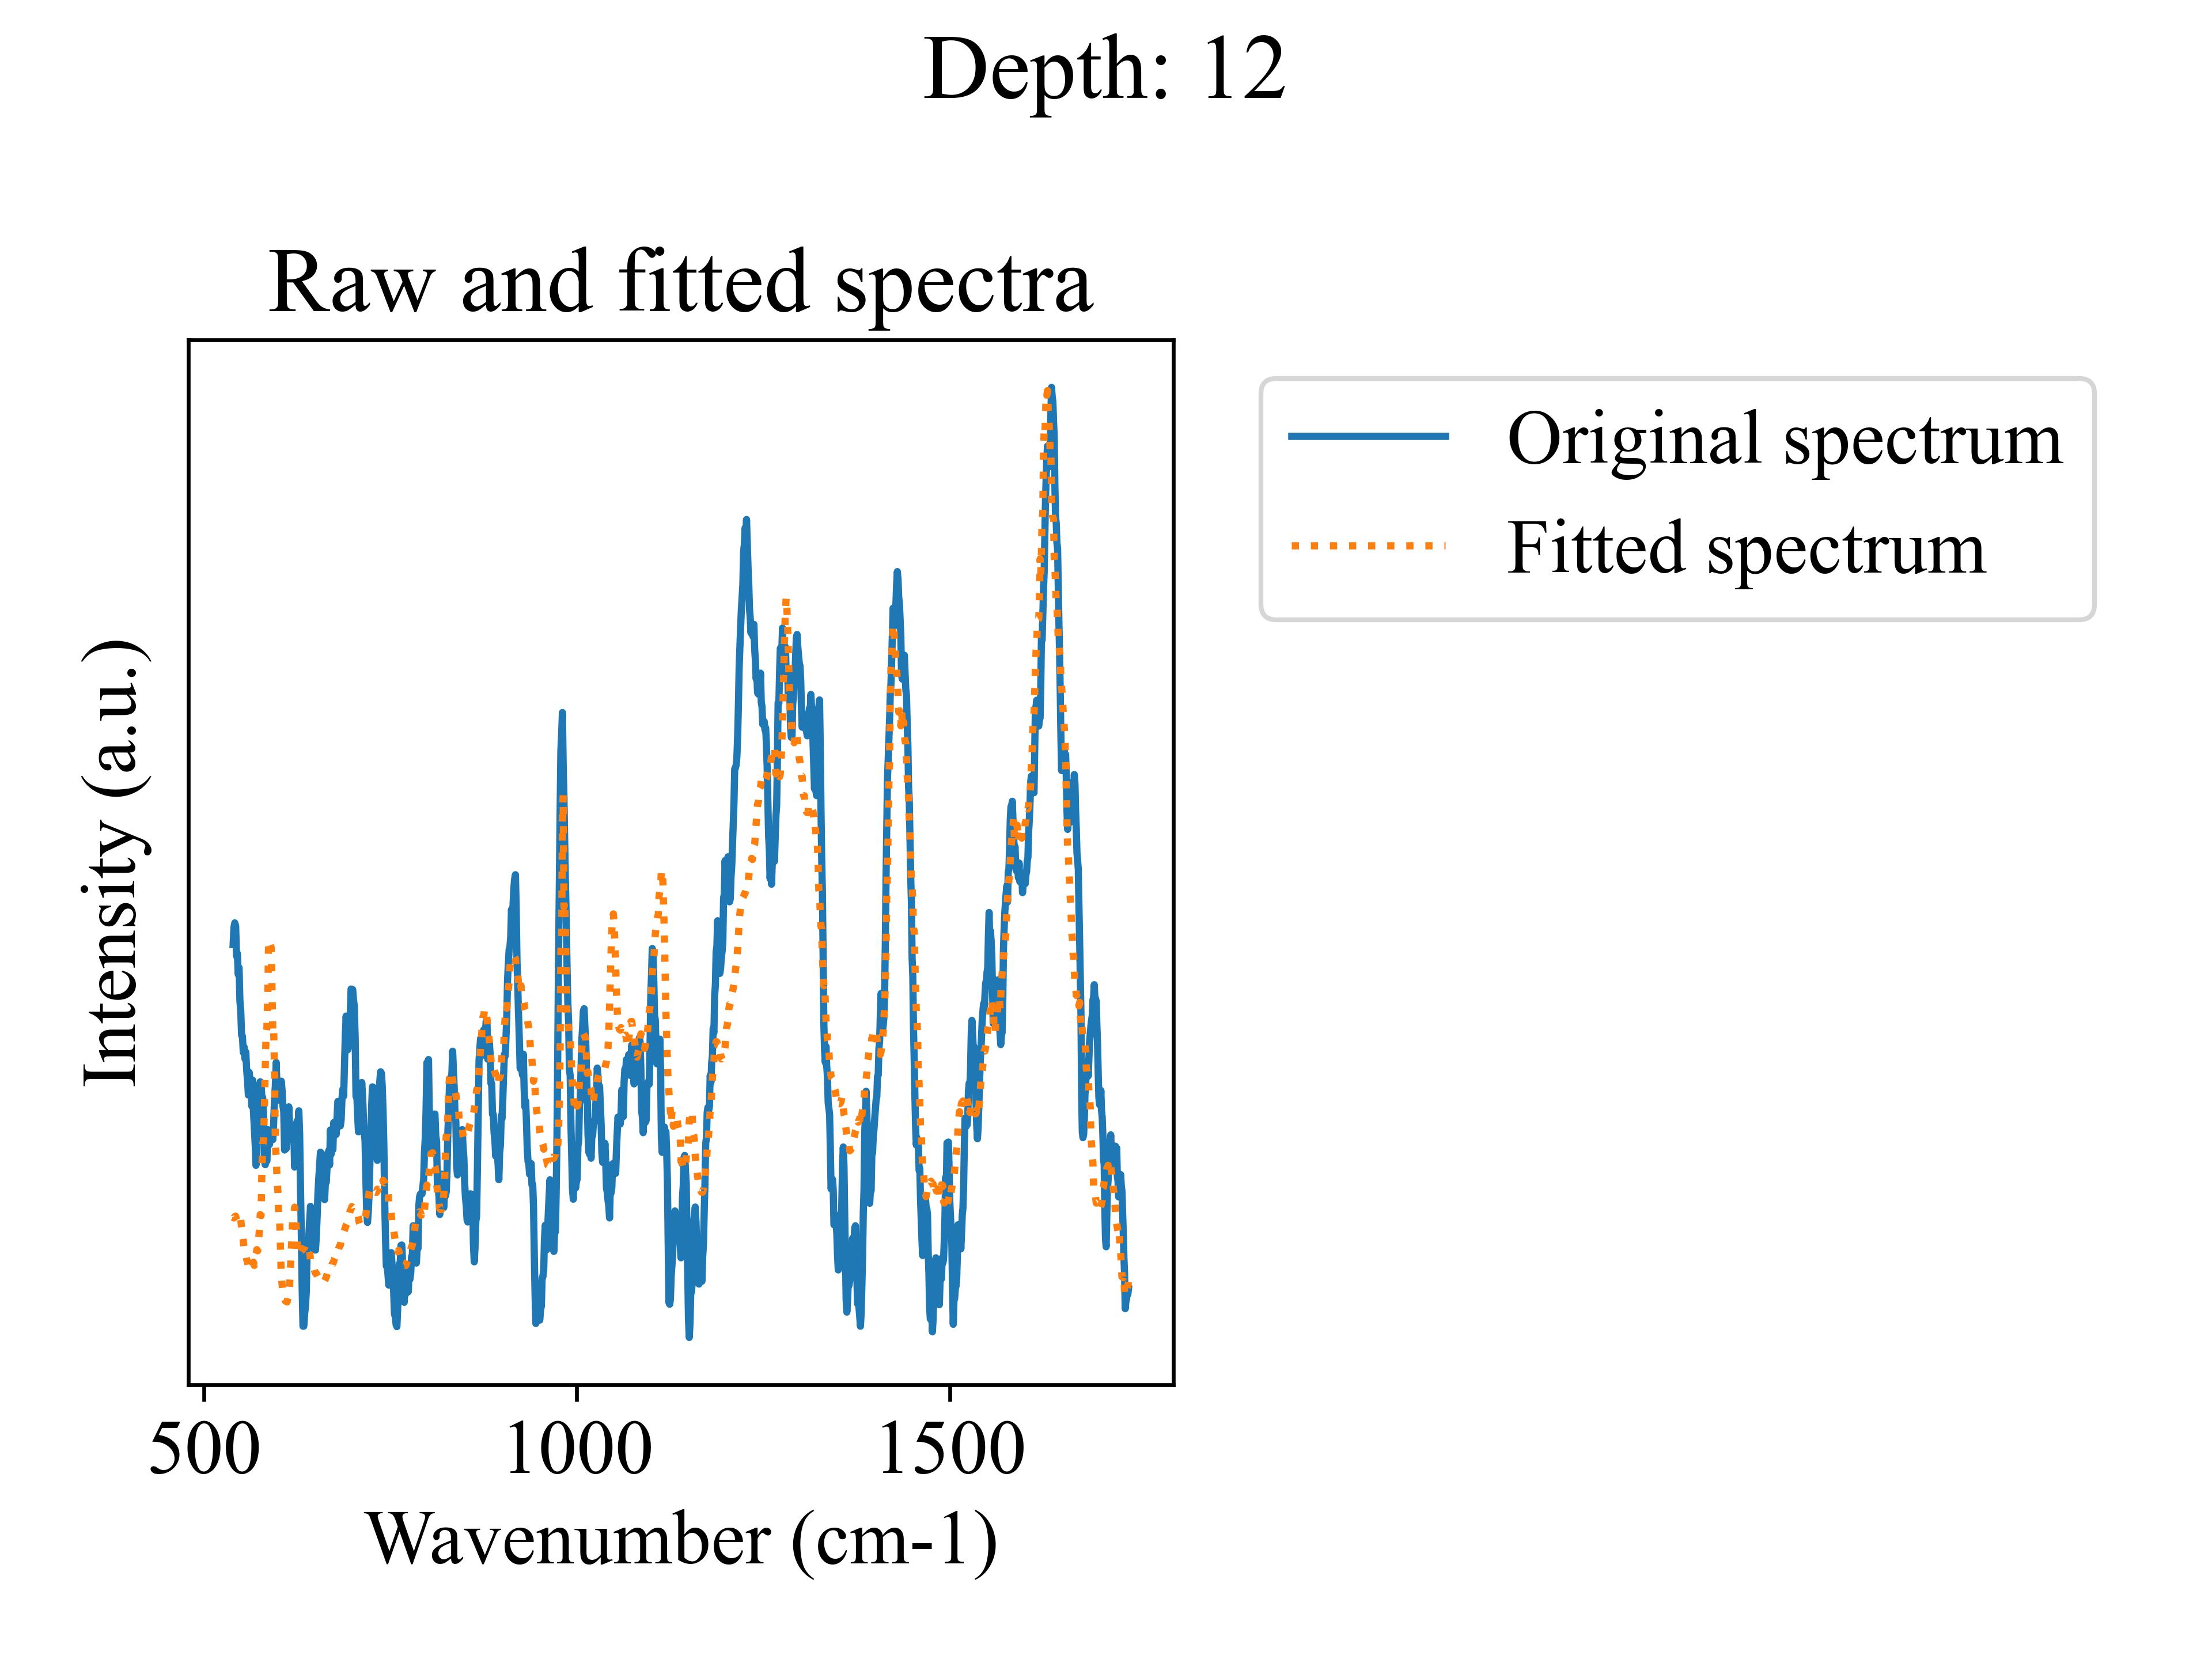 Depth: 12
Raw and fitted spectra
Original spectrum
Fitted spectrum
Intensity (a.u.)
500 1000 1500
Wavenumber (cm-1)